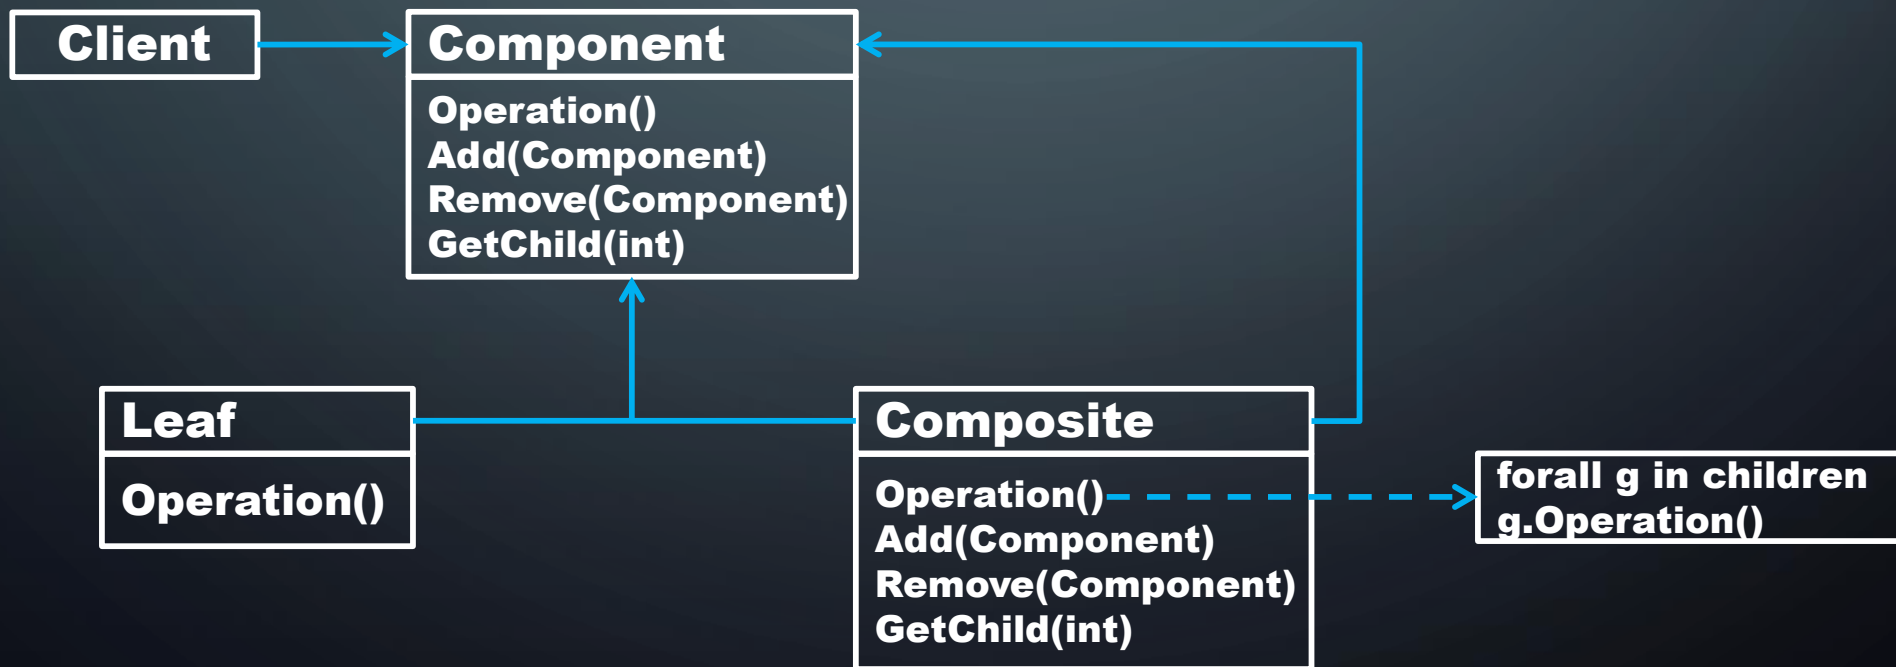 Client
Component
Operation()
Add(Component)
Remove(Component)
GetChild(int)
Leaf
Operation()
Composite
Operation()
Add(Component)
Remove(Component)
GetChild(int)
forall g in children
g.Operation()